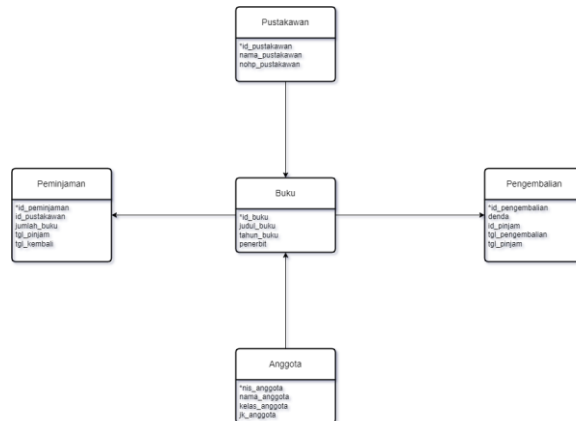 Pustakawan
*id_pustakawan
nama_pustakawan
nohp_pustakawan
Peminjaman
*id_peminjaman
id_pustakawan
jumlah_buku
tgl_pinjam
tgl_kembali
Buku
*id_buku
judul_buku
tahun_buku
penerbit
Pengembalian
*id_pengembalian
denda
id_pinjam
tgl_pengembalian
tgl_pinjam
Anggota
*nis_anggota
nama_anggota
kelas_anggota
jk_anggota